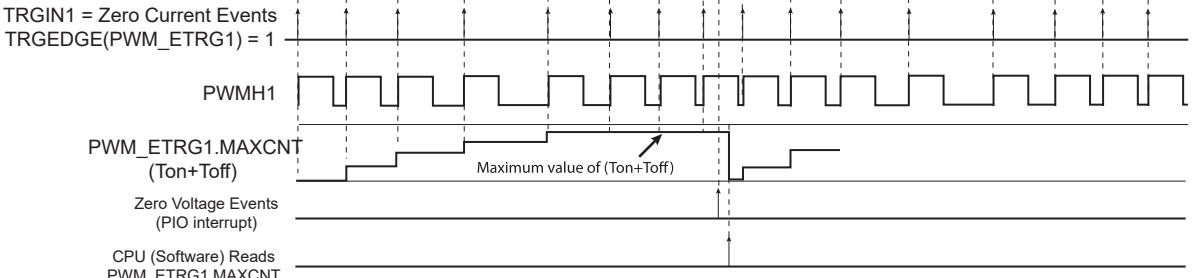 TRGIN1 = Zero Current Events
TRGEDGE(PWM_ETRG1) = 1
PWMH1
PWM_ETRG1.MAXCNT
(Ton+Toff)
Maximum value of (Ton+Toff)
Zero Voltage Events
(PIO interrupt)
CPU (Software) Reads
PWM_ETRG1.MAXCNT